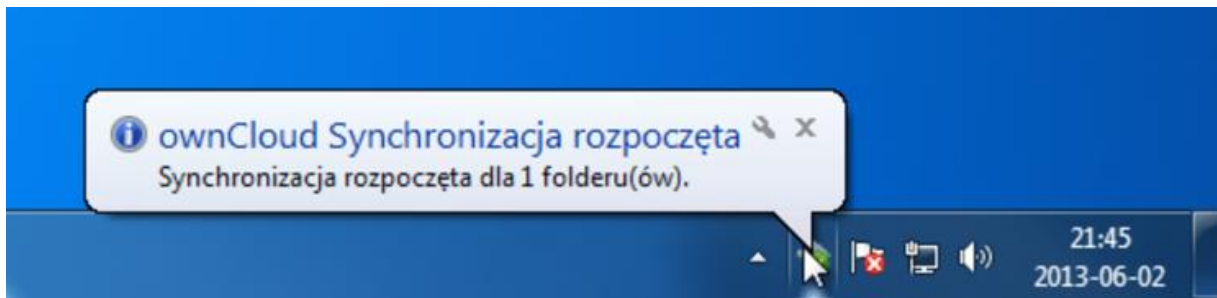 ownCloud Synchronizacja rozpoczęta
Synchronizacja rozpoczęta dla 1 folderu(ów).
21:45
2013-06-02